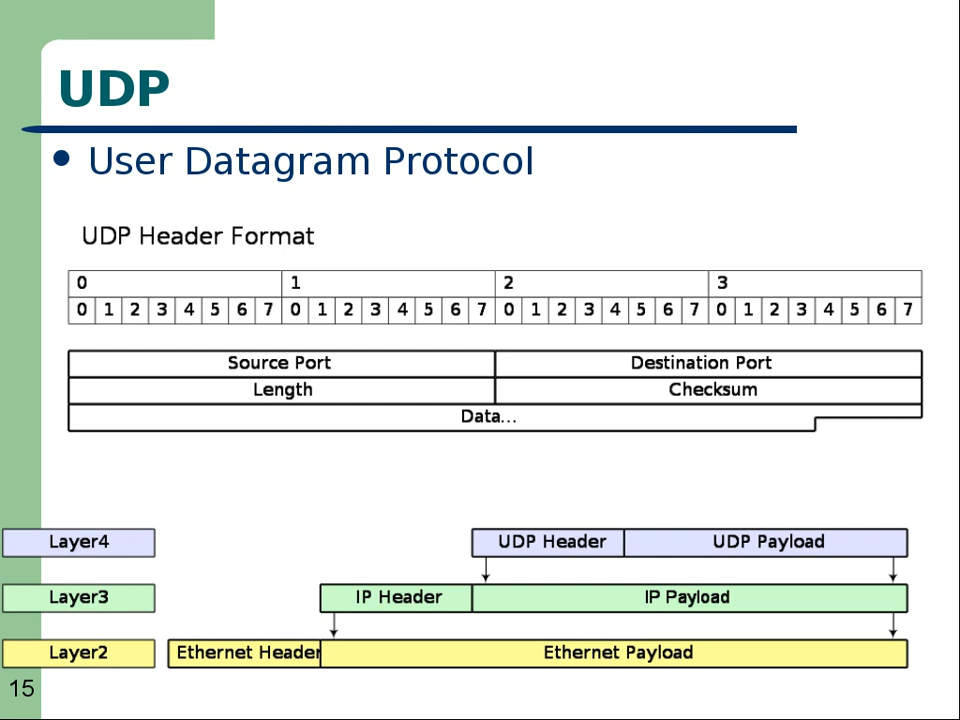 UDP
● User Datagram Protocol
UDP Header Format
0 1 2 3
0 1 2 3 4 5 6 7 0 1 2 3 4 5 6 7 0 1 2 3 4 5 6 7 0 1 2 3 4 5 6 7
Source Port Destination Port
Length Checksum
Data...
Layer4 UDP Header UDP Payload
Layer3 IP Header IP Payload
Layer2 Ethernet Header Ethernet Payload
15